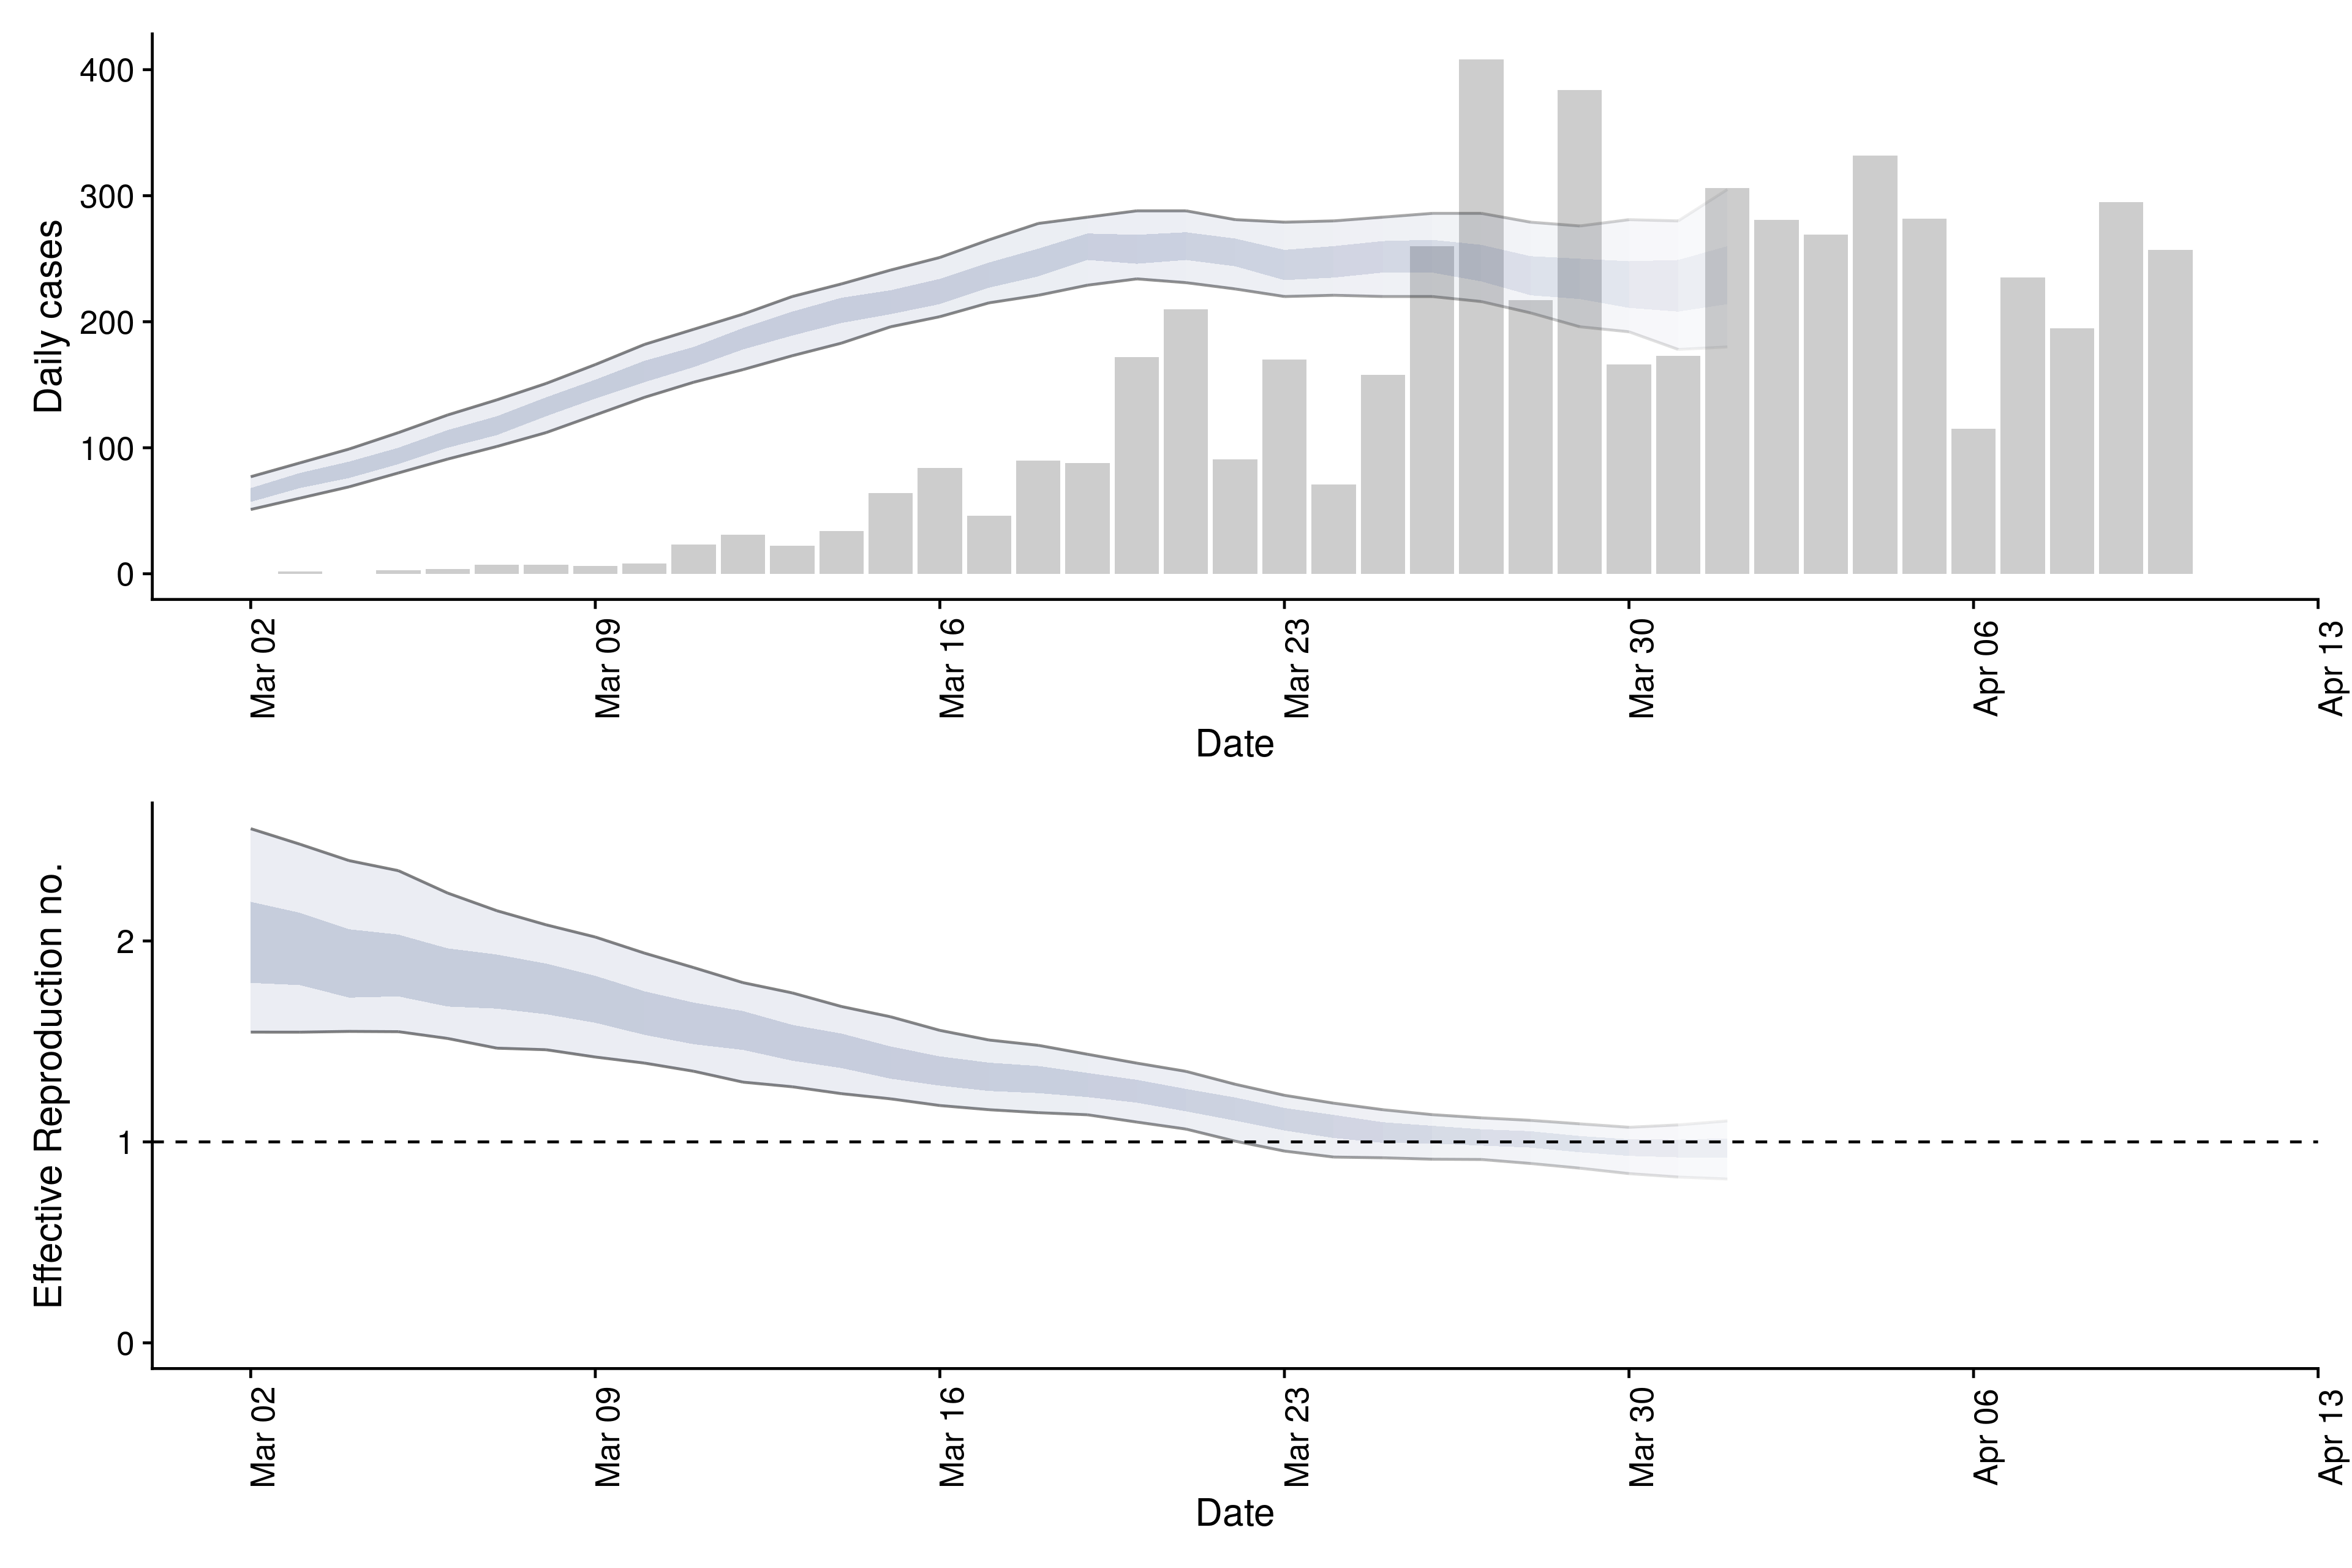 Daily cases
400
300
200
100
0
Mar 02
Mar 09
Mar 16
Mar 23
Mar 30
Apr 06
Apr 13
Date
Effective Reproduction no.
2
1
0
Mar 02
Mar 09
Mar 16
Mar 23
Mar 30
Apr 06
Apr 13
Date